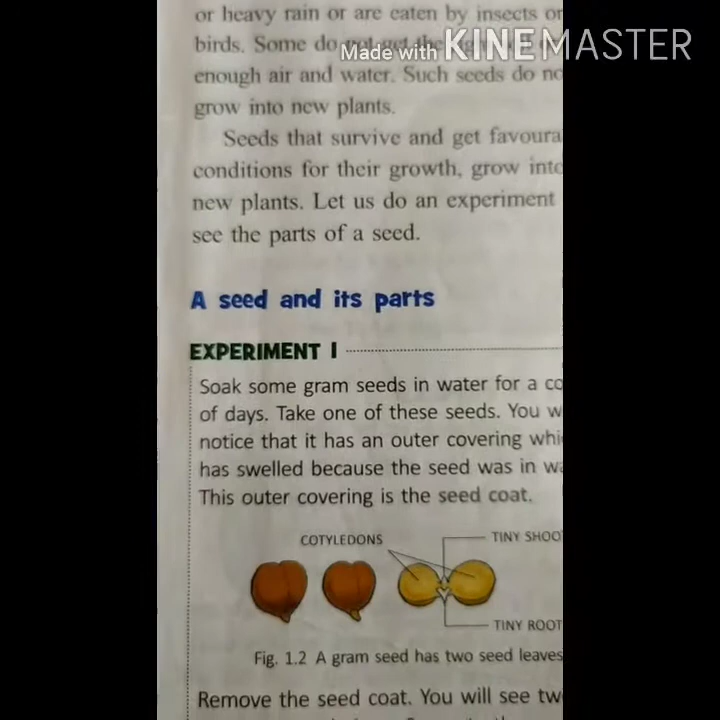 or heavy rain or are eaten by insects or
Made with KINEMASTER
birds. Some do not get the
enough air and water. Such seeds do no
grow into new plants.
Seeds that survive and get favoura
conditions for their growth, grow into
new plants. Let us do an experiment
see the parts of a seed.
A seed and its parts
EXPERIMENT 1
Soak some gram seeds in water for a co
of days. Take one of these seeds. You w
notice that it has an outer covering whi
has swelled because the seed was in wa
This outer covering is the seed coat.
COTYLEDONS
TINY SHOO
TINY ROOT
Fig. 1.2 A gram seed has two seed leaves
Remove the seed coat. You will see tw